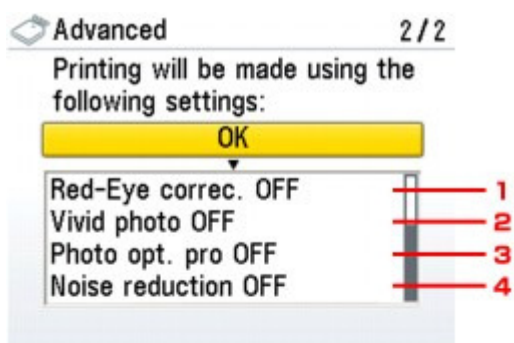 Advanced 2/2
Printing will be made using the
following settings:
OK
Red-Eye correc. OFF 1
Vivid photo OFF 2
Photo opt. pro OFF 3
Noise reduction OFF 4